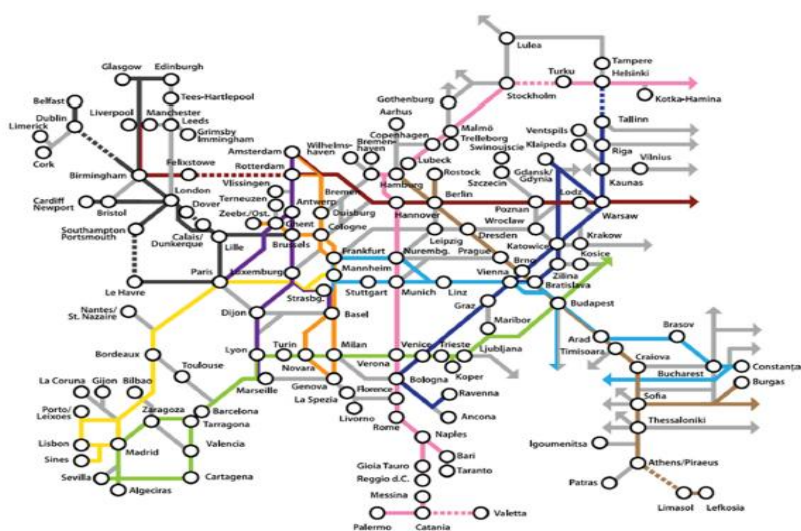 Lulea
Glasgow
Edinburgh
Tampere
Turku
Helsinki
Tees-Hartlepool
Gothenburg
Stockholm
Kotka-Hamina
Belfast
Aarhus
Dublin
Liverpool
Manchester
Leeds
Copenhagen
Malmö
Tallinn
Limerick
Grimsby
Immingham
Trelleborg
Ventspils
Cork
Amsterdam
Wilhelms-
haven
Bremer-
haven
Swinoujscie
Klaipeda
Riga
Felixstowe
Rotterdam
Lubeck
Rostock
Gdansk/
Gdynia
Vilnius
Birmingham
Vlissingen
Bremen
Hamburg
Szczecin
Lodz
Kaunas
London
Terneuzen
Berlin
Cardiff
Newport
Bristol
Dover
Zeebr./Ost.
Antwerp
Duisburg
Hannover
Poznan
Warsaw
Southampton
Portsmouth
Calais/
Dunkerque
Ghent
Cologne
Leipzig
Wroclaw
Krakow
Lille
Brussels
Dresden
Katowice
Kosice
Frankfurt
Nurembg.
Prague
Brno
Paris
Luxemburg
Mannheim
Vienna
Zilina
Le Havre
Strasbg.
Stuttgart
Munich
Linz
Bratislava
Nantes/
St. Nazaire
Dijon
Basel
Graz
Budapest
Maribor
Arad
Brasov
Bordeaux
Lyon
Turin
Milan
Venice
Trieste
Ljubljana
Timisoara
Craiova
Toulouse
Novara
Verona
Koper
Bucharest
Constanța
La Coruna
Gijon
Bilbao
Marseille
Genova
Florence
Bologna
Burgas
La Spezia
Ravenna
Sofia
Porto/
Leixoes
Zaragoza
Barcelona
Livorno
Ancona
Tarragona
Rome
Thessaloniki
Lisbon
Madrid
Valencia
Naples
Igoumenitsa
Sines
Bari
Gioia Tauro
Taranto
Athens/Piraeus
Sevilla
Cartagena
Reggio d.C.
Patras
Algeciras
Messina
Limasol
Lefkosia
Palermo
Catania
Valetta